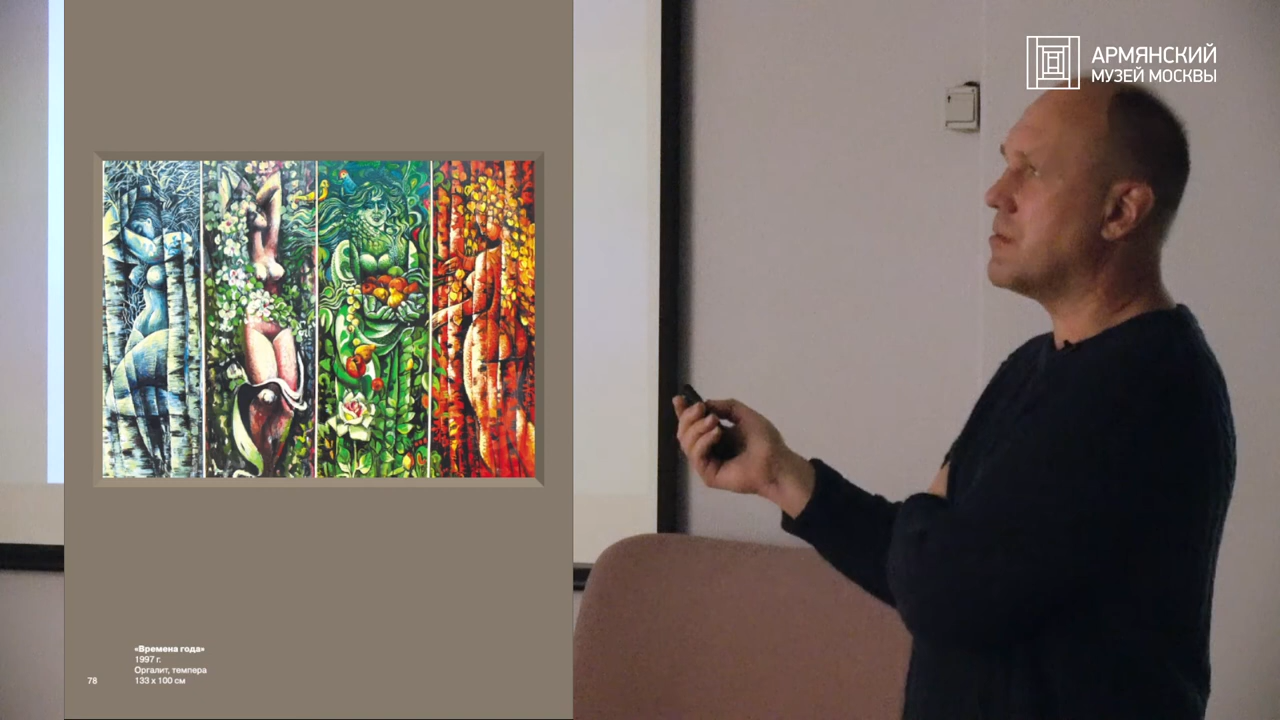 АРМЯНСКИЙ
МУЗЕЙ МОСКВЫ
«Времена года»
1997 г.
Оргалит, темпера
133 x 100 см
78